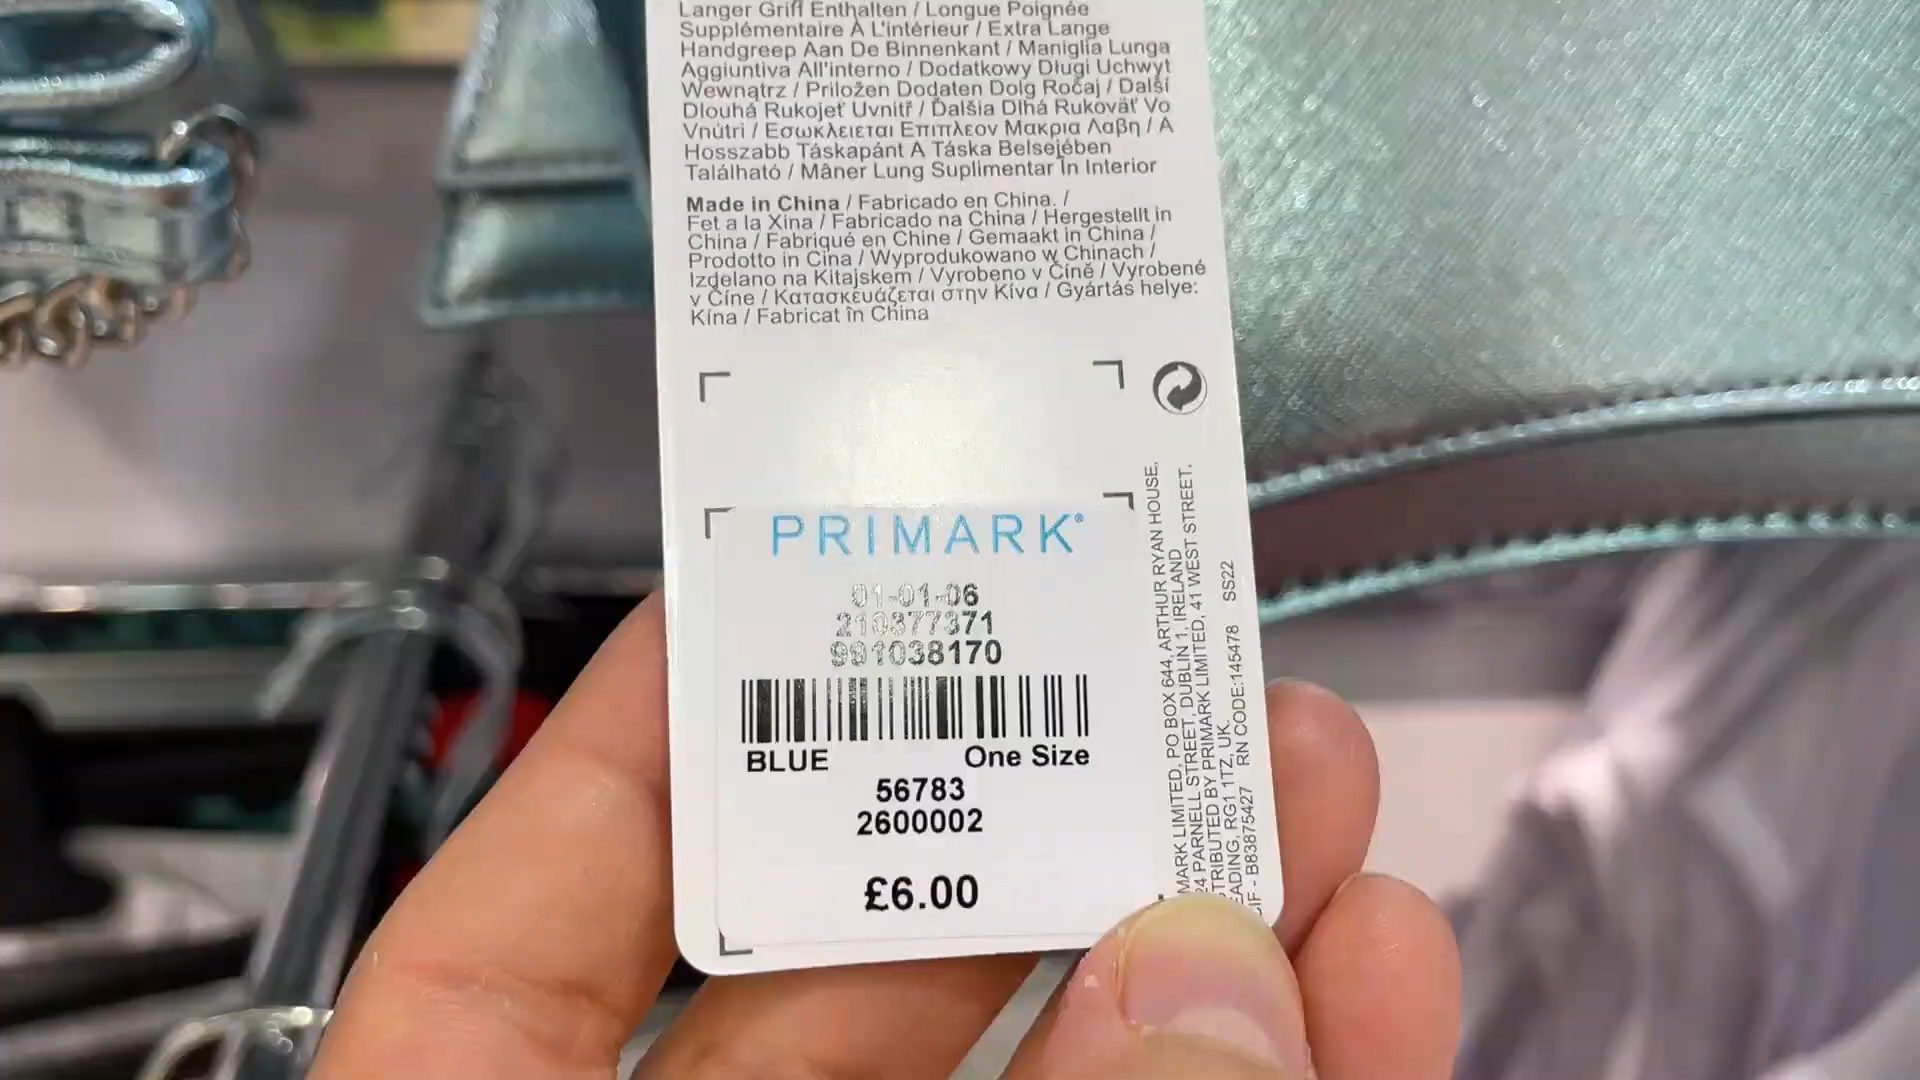 Langer Griff Enthalten / Longue Poignée
Supplémentaire À L'intérieur / Extra Lange
Handgreep Aan De Binnenkant / Maniglia Lunga
Aggiuntiva All'interno / Dodatkowy Długi Uchwyt
Wewnątrz / Priložen Dodaten Dolg Ročaj / Další
Dlouhá Rukojeť Uvnitř / Ďalšia Dlhá Rukoväť Vo
Vnútri / Εσωκλειεται Επιπλεον Μακρια Λαβη / A
Hosszabb Táskapánt A Táska Belsejében
Található / Mâner Lung Suplimentar În Interior
Made in China / Fabricado en China. /
Fet a la Xina / Fabricado na China / Hergestellt in
China / Fabriqué en Chine / Gemaakt in China /
Prodotto in Cina / Wyprodukowano w Chinach /
Izdelano na Kitajskem / Vyrobeno v Číně / Vyrobené
v Číne / Κατασκευάζεται στην Κίνα / Gyártás helye:
Kína / Fabricat în China
PRIMARK®
01-01-06
210377371
991038170
BLUE One Size
56783
2600002
£6.00
MARK LIMITED, PO BOX 644, ARTHUR RYAN HOUSE,
24 PARNELL STREET, DUBLIN 1, IRELAND
TRIBUTED BY PRIMARK LIMITED, 41 WEST STREET,
EADING, RG1 1TZ, UK.
CIF - B83875427 RN CODE:145478 SS22